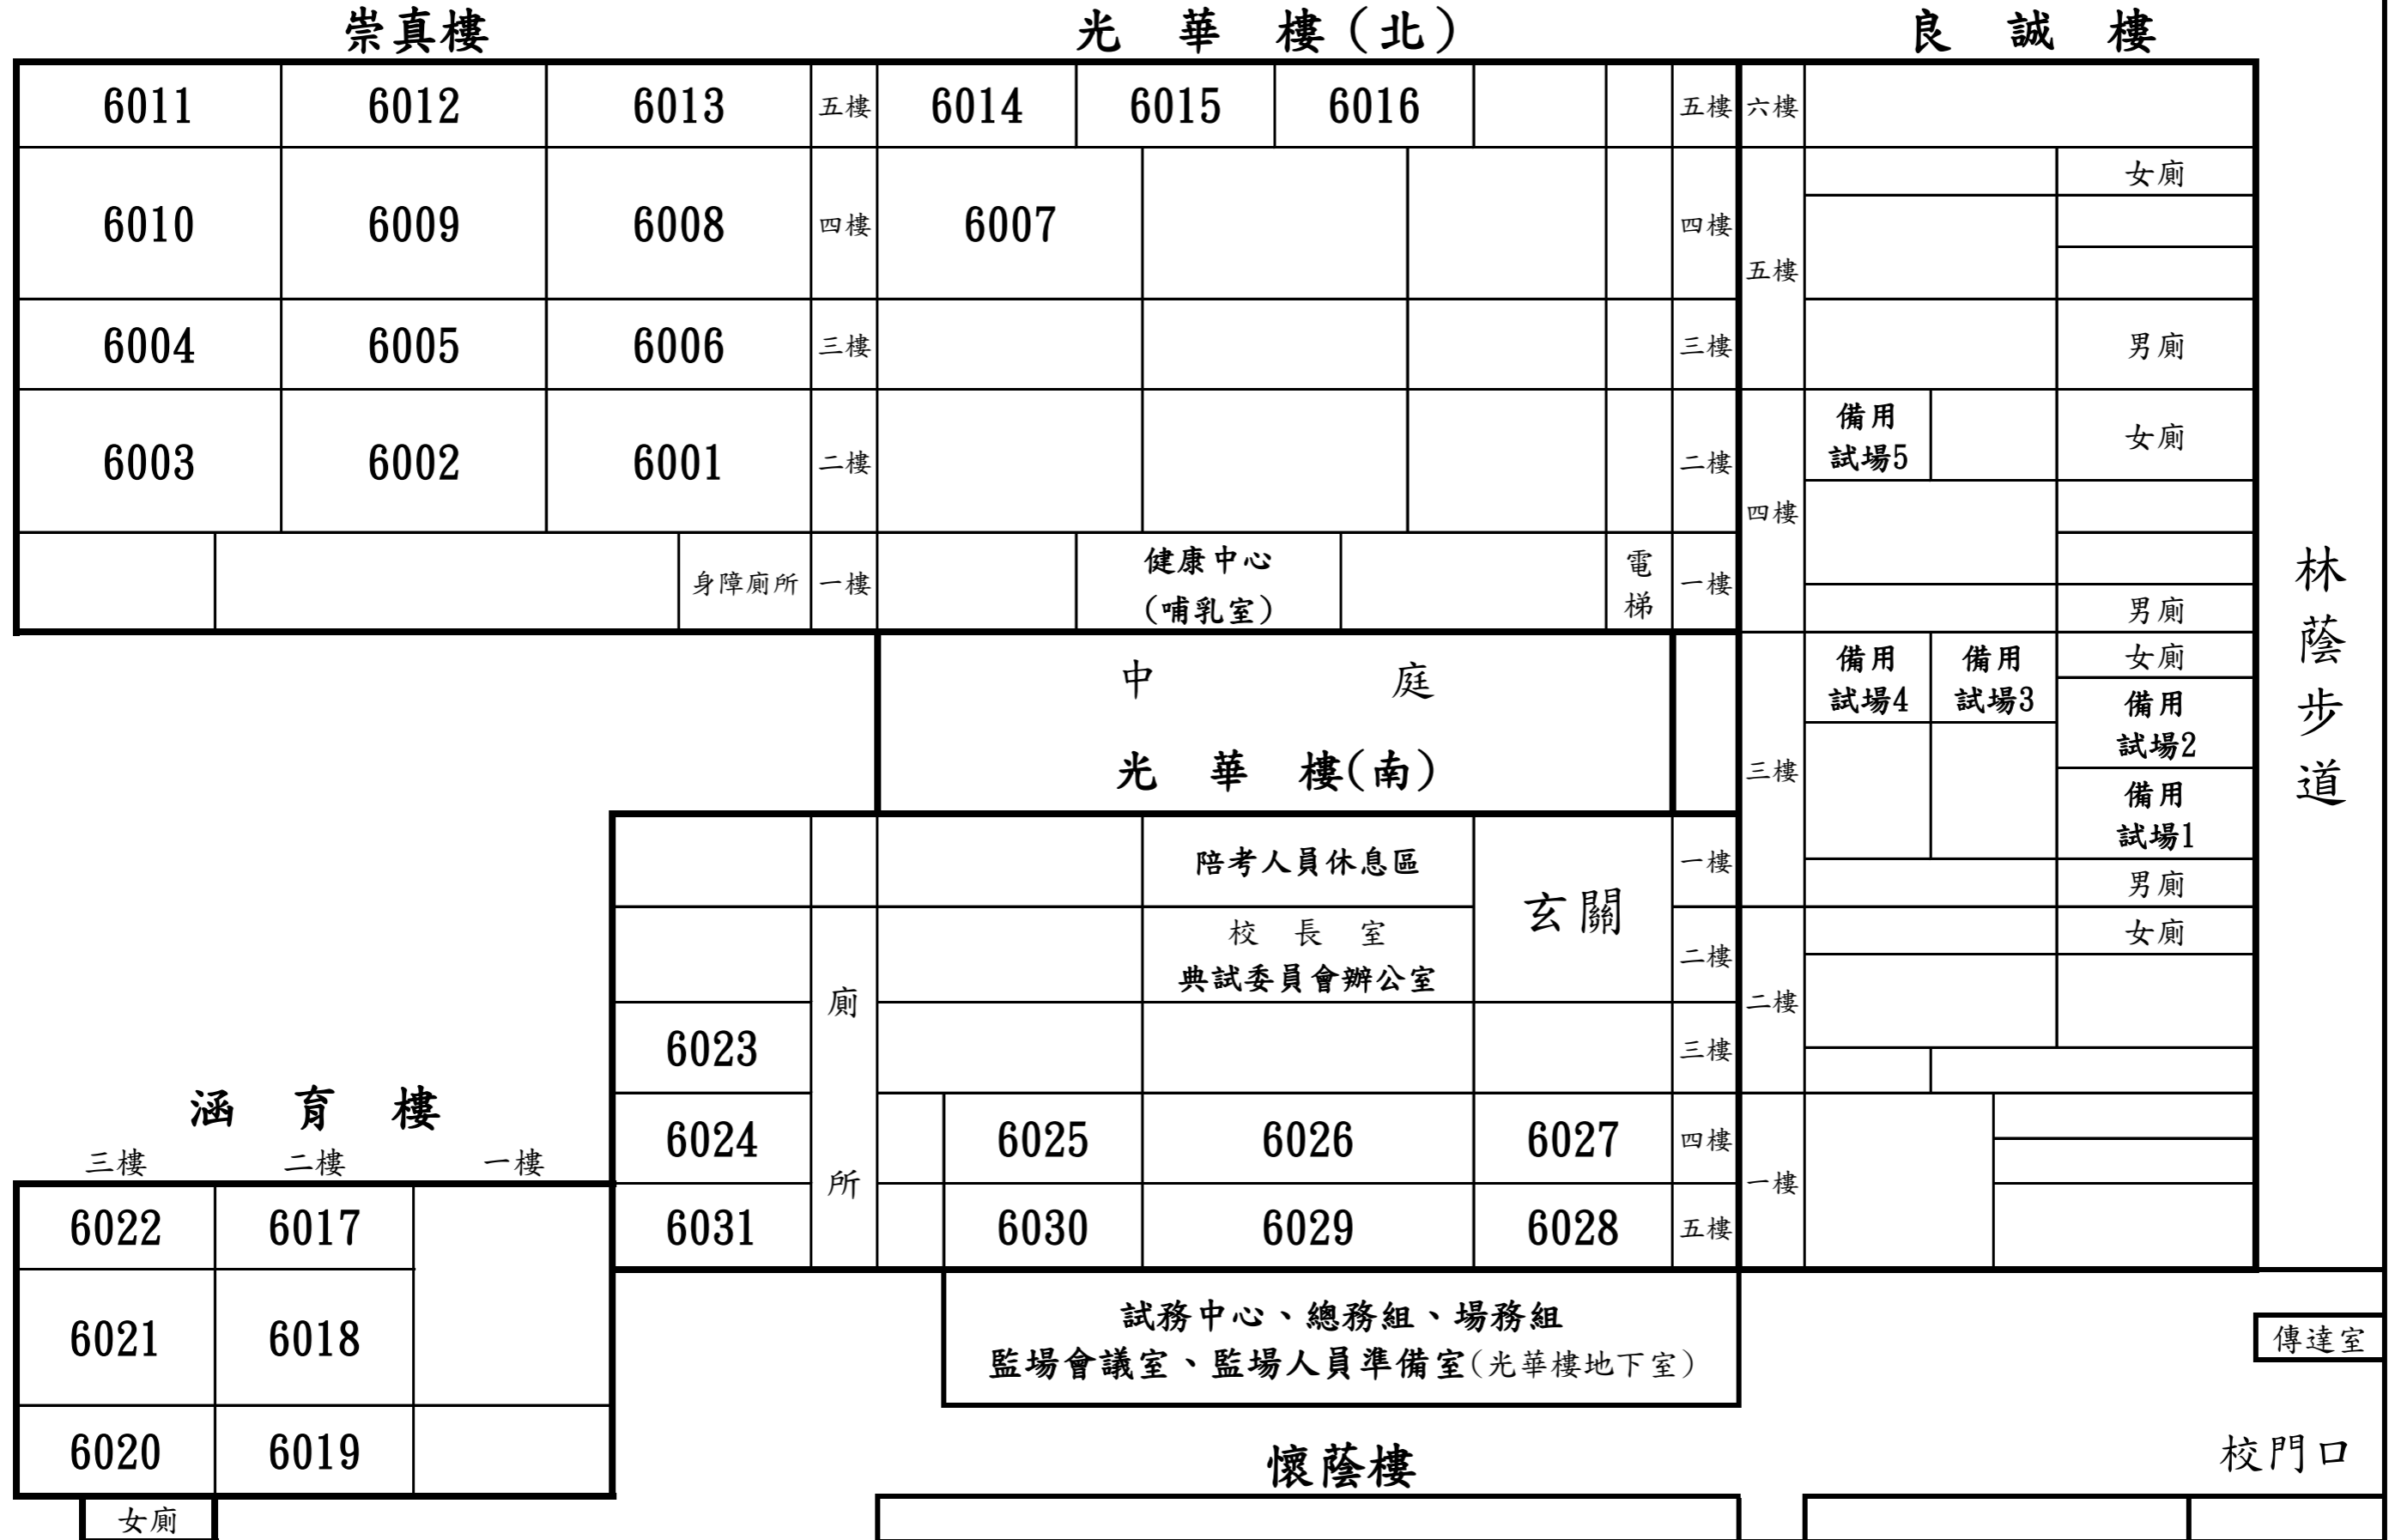 崇真樓 光華樓(北) 良誠樓
6011 6012 6013 五樓 6014 6015 6016 五樓 六樓
女廁
6010 6009 6008 四樓 6007 四樓
五樓
6004 6005 6006 三樓 三樓 男廁
備用
試場5
女廁
6003 6002 6001 二樓 二樓
四樓
身障廁所 一樓
健康中心
(哺乳室)
電梯
一樓
男廁
林蔭步道
中庭
備用
試場4
備用
試場3
女廁
備用
試場2
光華樓(南)
三樓
備用
試場1
陪考人員休息區
玄關
一樓
男廁
校長室
典試委員會辦公室
二樓
女廁
廁所
二樓
6023 三樓
涵育樓
三樓 二樓 一樓
6024 6025 6026 6027 四樓
一樓
6022 6017
6031 6030 6029 6028 五樓
6021 6018
試務中心、總務組、場務組
監場會議室、監場人員準備室(光華樓地下室)
傳達室
6020 6019
懷蔭樓
校門口
女廁